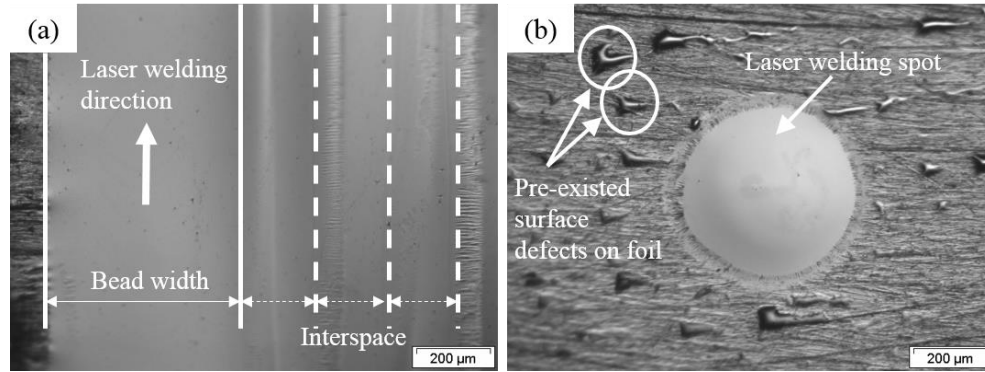 (a)
Laser welding
direction
Bead width
Interspace
200 µm
(b)
Laser welding spot
Pre-existed
surface
defects on foil
200 µm